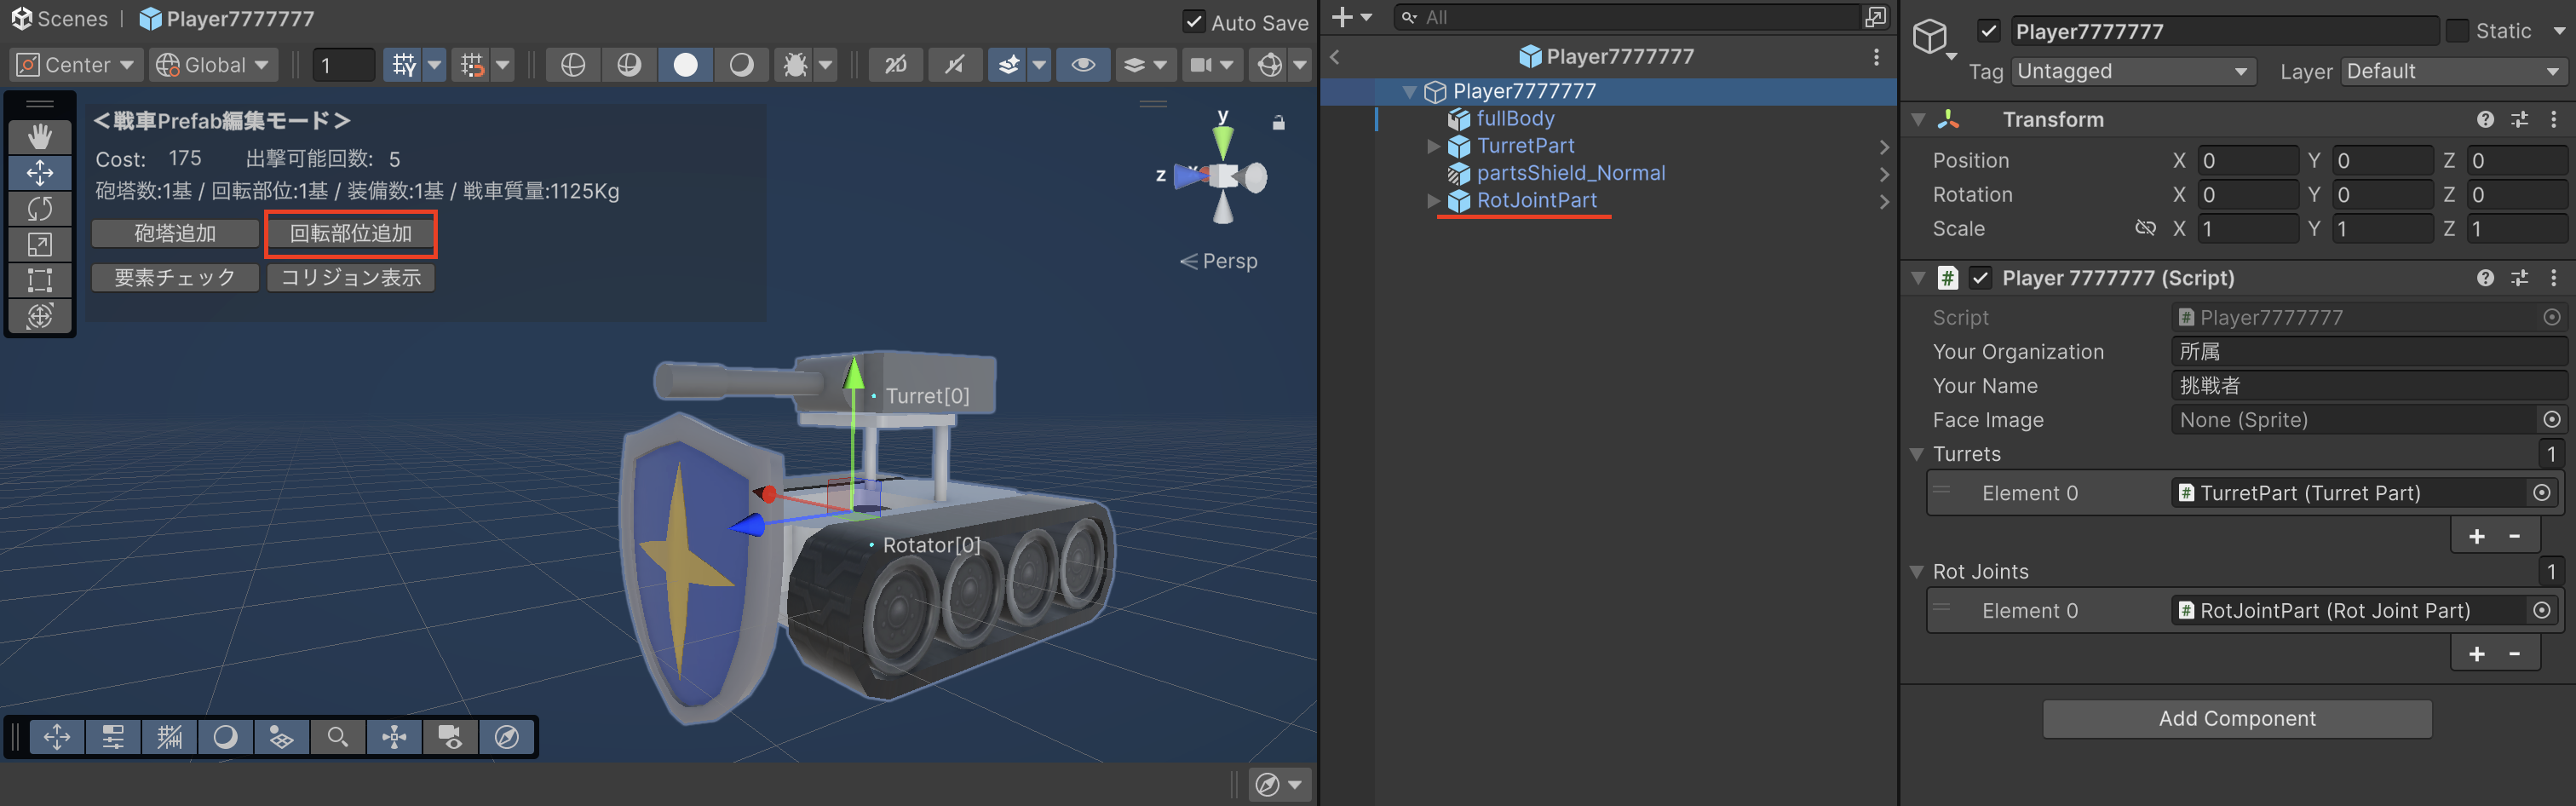 Scenes | Player7777777
Auto Save
Center Global 1 2D
<戦車Prefab編集モード>
Cost: 175 出撃可能回数: 5
砲塔数:1基 / 回転部位:1基 / 装備数:1基 / 戦車質量:1125Kg
砲塔追加 回転部位追加
要素チェック コリジョン表示
y
z x
Persp
Turret[0]
Rotator[0]
All
Player7777777
Player7777777
fullBody
TurretPart
partsShield_Normal
RotJointPart
Player7777777 Static
Tag Untagged Layer Default
Transform
Position X 0 Y 0 Z 0
Rotation X 0 Y 0 Z 0
Scale X 1 Y 1 Z 1
# Player 7777777 (Script)
Script # Player7777777
Your Organization 所属
Your Name 挑戦者
Face Image None (Sprite)
Turrets 1
Element 0 # TurretPart (Turret Part)
+ -
Rot Joints 1
Element 0 # RotJointPart (Rot Joint Part)
+ -
Add Component